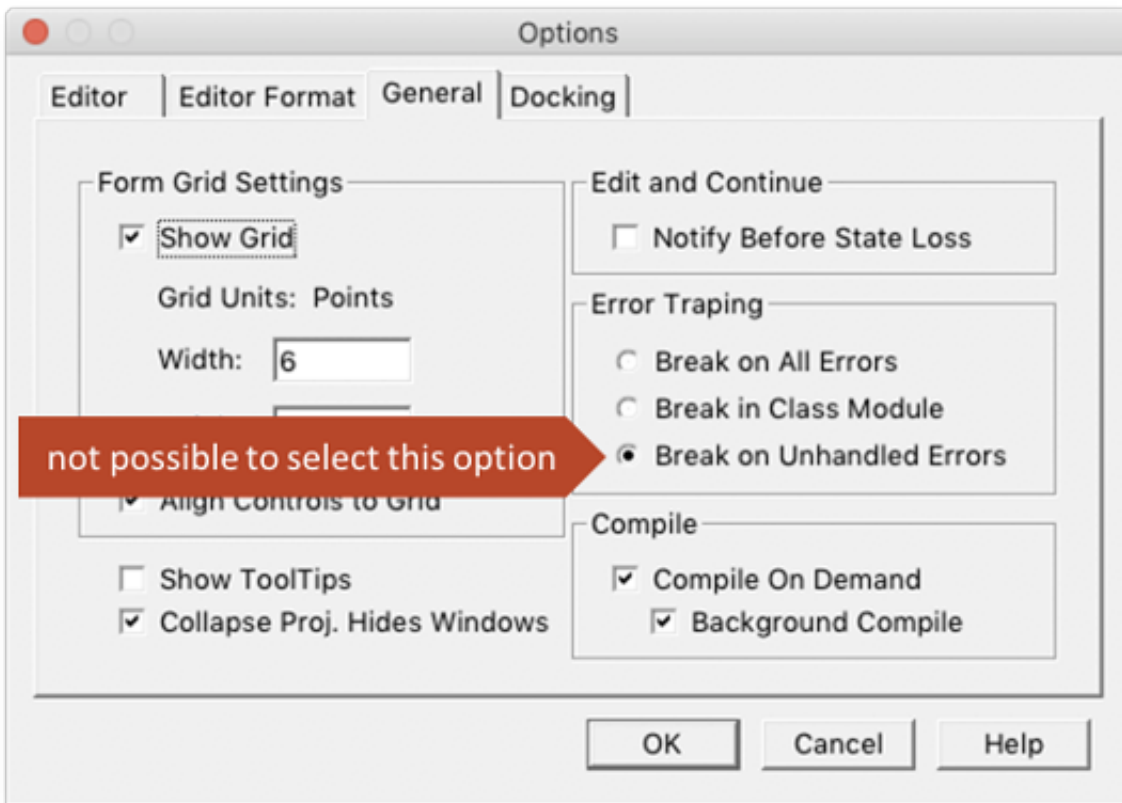 Options
Editor
Editor Format
General
Docking
Form Grid Settings
Show Grid
Grid Units: Points
Width: 6
not possible to select this option
Align Controls to Grid
Show ToolTips
Collapse Proj. Hides Windows
Edit and Continue
Notify Before State Loss
Error Traping
Break on All Errors
Break in Class Module
Break on Unhandled Errors
Compile
Compile On Demand
Background Compile
OK
Cancel
Help